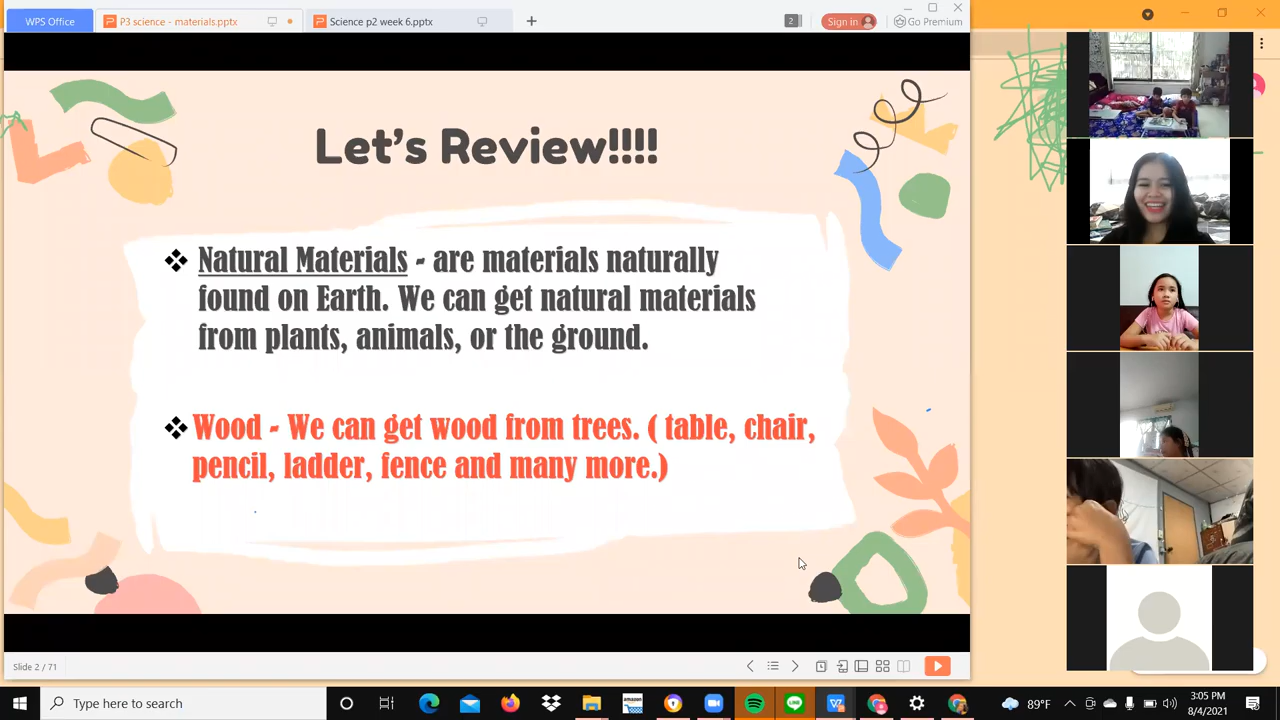 WPS Office
P3 science - materials.pptx
Science p2 week 6.pptx
2
Sign in
Go Premium
Let's Review!!!!
❖ Natural Materials - are materials naturally
found on Earth. We can get natural materials
from plants, animals, or the ground.
❖ Wood - We can get wood from trees. ( table, chair,
pencil, ladder, fence and many more.)
Slide 2 / 71
Type here to search
amazon
LINE
89°F
3:05 PM
8/4/2021